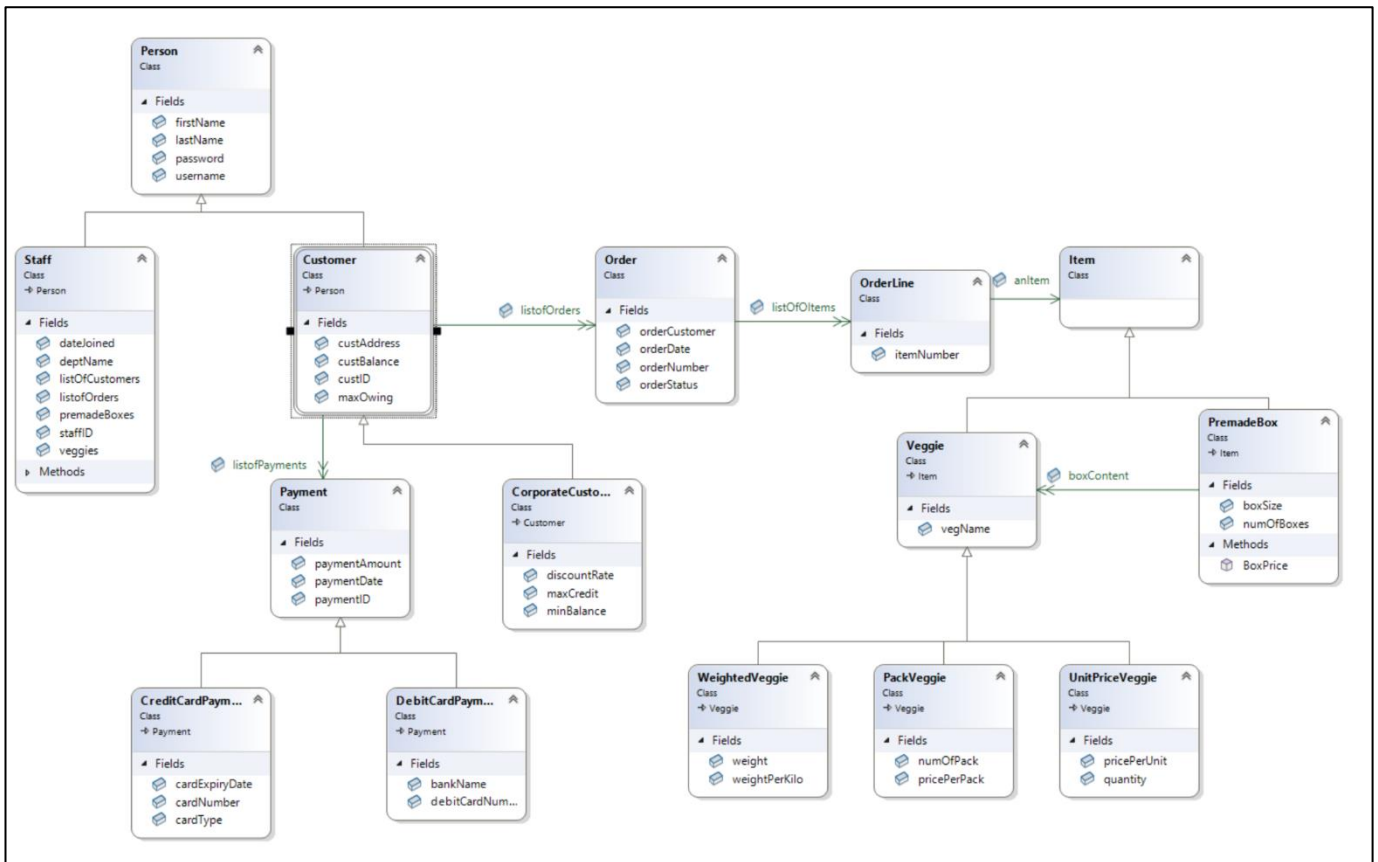 Person
Class
Fields
firstName
lastName
password
username
Staff
Class
Person
Fields
dateJoined
deptName
listOfCustomers
listofOrders
premadeBoxes
staffID
veggies
Methods
Customer
Class
Person
Fields
custAddress
custBalance
custID
maxOwing
listofOrders
Order
Class
Fields
orderCustomer
orderDate
orderNumber
orderStatus
listOfOItems
OrderLine
Class
Fields
itemNumber
anItem
Item
Class
listofPayments
Payment
Class
Fields
paymentAmount
paymentDate
paymentID
CorporateCusto...
Class
Customer
Fields
discountRate
maxCredit
minBalance
Veggie
Class
Item
Fields
vegName
boxContent
PremadeBox
Class
Item
Fields
boxSize
numOfBoxes
Methods
BoxPrice
CreditCardPaym...
Class
Payment
Fields
cardExpiryDate
cardNumber
cardType
DebitCardPaym...
Class
Payment
Fields
bankName
debitCardNum...
WeightedVeggie
Class
Veggie
Fields
weight
weightPerKilo
PackVeggie
Class
Veggie
Fields
numOfPack
pricePerPack
UnitPriceVeggie
Class
Veggie
Fields
pricePerUnit
quantity